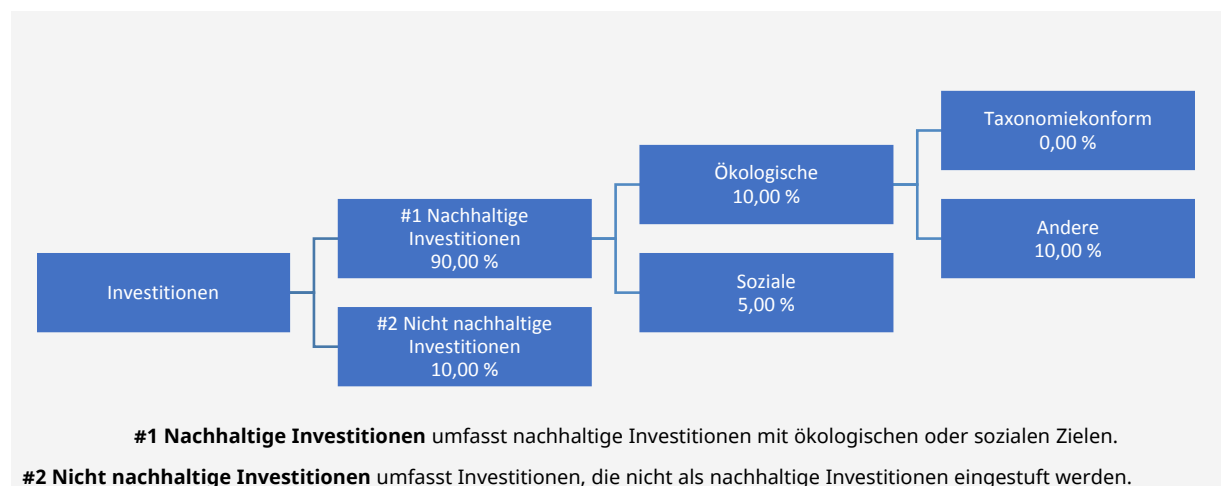 Investitionen
#1 Nachhaltige
Investitionen
90,00 %
#2 Nicht nachhaltige
Investitionen
10,00 %
Ökologische
10,00 %
Soziale
5,00 %
Taxonomiekonform
0,00 %
Andere
10,00 %
#1 Nachhaltige Investitionen umfasst nachhaltige Investitionen mit ökologischen oder sozialen Zielen.
#2 Nicht nachhaltige Investitionen umfasst Investitionen, die nicht als nachhaltige Investitionen eingestuft werden.